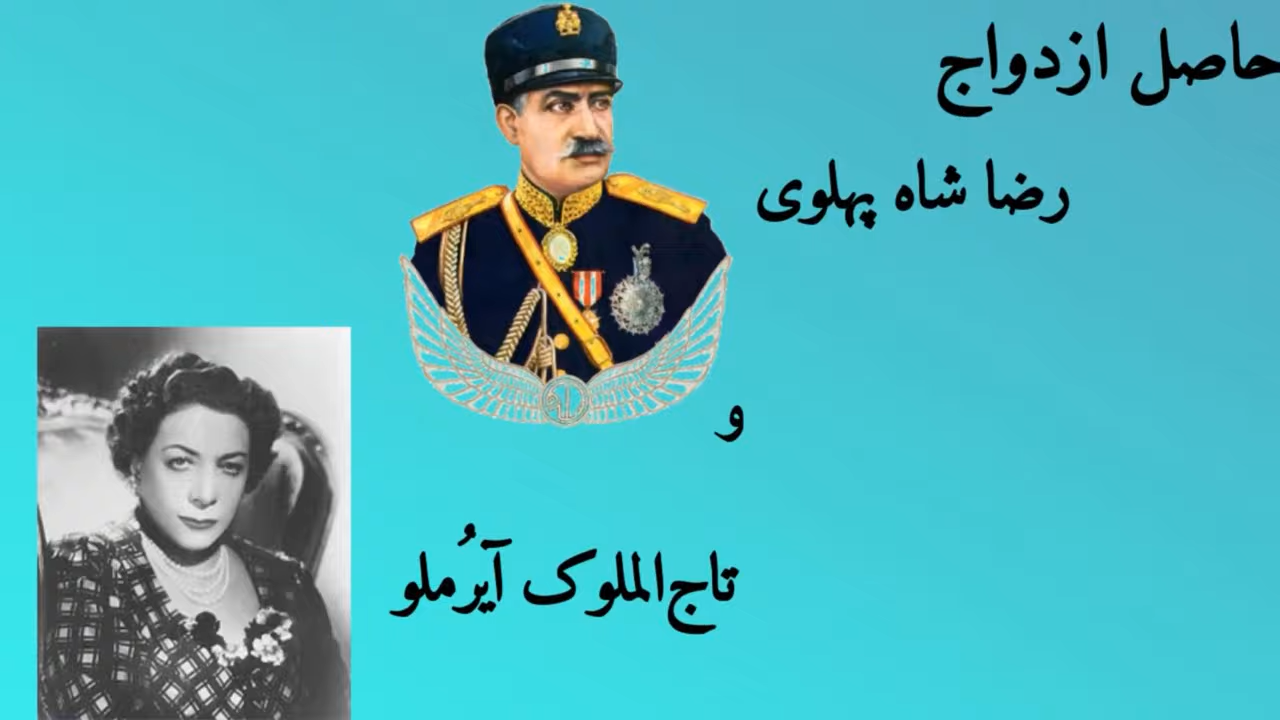 حاصل ازدواج
رضا شاه پهلوی
و
تاج‌الملوک آیرُملو